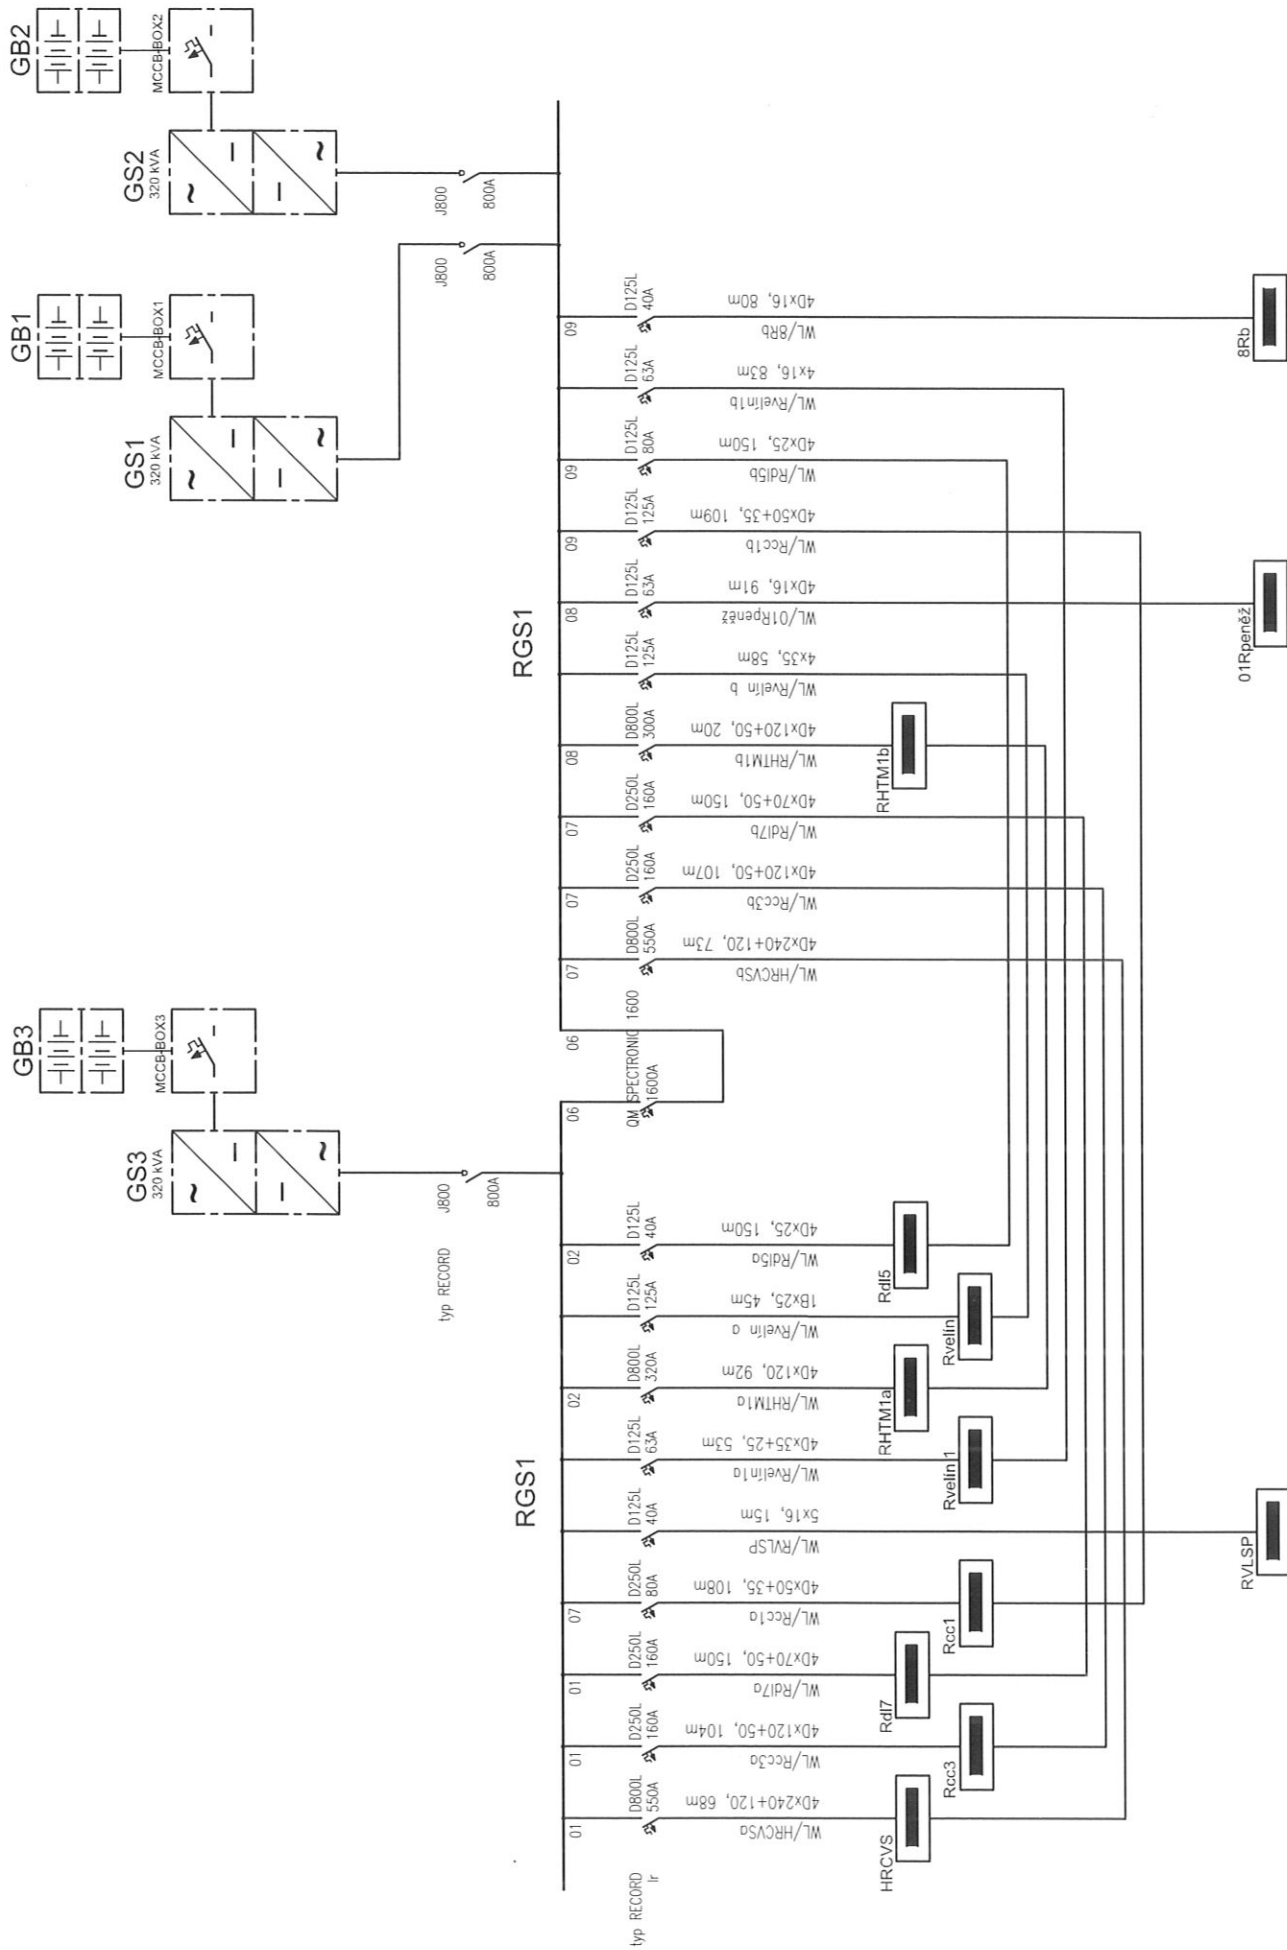 GB3
GB1
GB2
MCCB-BOX3
MCCB-BOX1
MCCB-BOX2
GS3
320 kVA
GS1
320 kVA
GS2
320 kVA
typ RECORD
J800
800A
J800
800A
J800
800A
RGS1
RGS1
typ RECORD
Ir
01
D800L
550A
WL/HRCVSa
4Dx240+120, 68m
01
D250L
160A
WL/Rcc3a
4Dx120+50, 104m
01
D250L
160A
WL/Rdl7a
4Dx70+50, 150m
07
D250L
80A
WL/Rcc1a
4Dx50+35, 108m
D125L
40A
WL/RVLSP
5x16, 15m
D125L
63A
WL/Rvelín1a
4Dx35+25, 53m
02
D800L
320A
WL/RHTM1a
4Dx120, 92m
D125L
125A
WL/Rvelín a
1Bx25, 45m
02
D125L
40A
WL/Rdl5a
4Dx25, 150m
06
QM SPECTRONIC 1600
1600A
06
07
D800L
550A
WL/HRCVSb
4Dx240+120, 73m
07
D250L
160A
WL/Rcc3b
4Dx120+50, 107m
07
D250L
160A
WL/Rdl7b
4Dx70+50, 150m
08
D800L
300A
WL/RHTM1b
4Dx120+50, 20m
D125L
125A
WL/Rvelín b
4x35, 58m
08
D125L
63A
WL/01Rpeněž
4Dx16, 91m
09
D125L
125A
WL/Rcc1b
4Dx50+35, 109m
09
D125L
80A
WL/Rdl5b
4Dx25, 150m
D125L
63A
WL/Rvelín1b
4x16, 83m
09
D125L
40A
WL/8Rb
4Dx16, 80m
HRCVS
Rcc3
Rdl7
Rcc1
RVLSP
Rvelín 1
RHTM1a
Rvelín
Rdl5
RHTM1b
01Rpeněž
8Rb